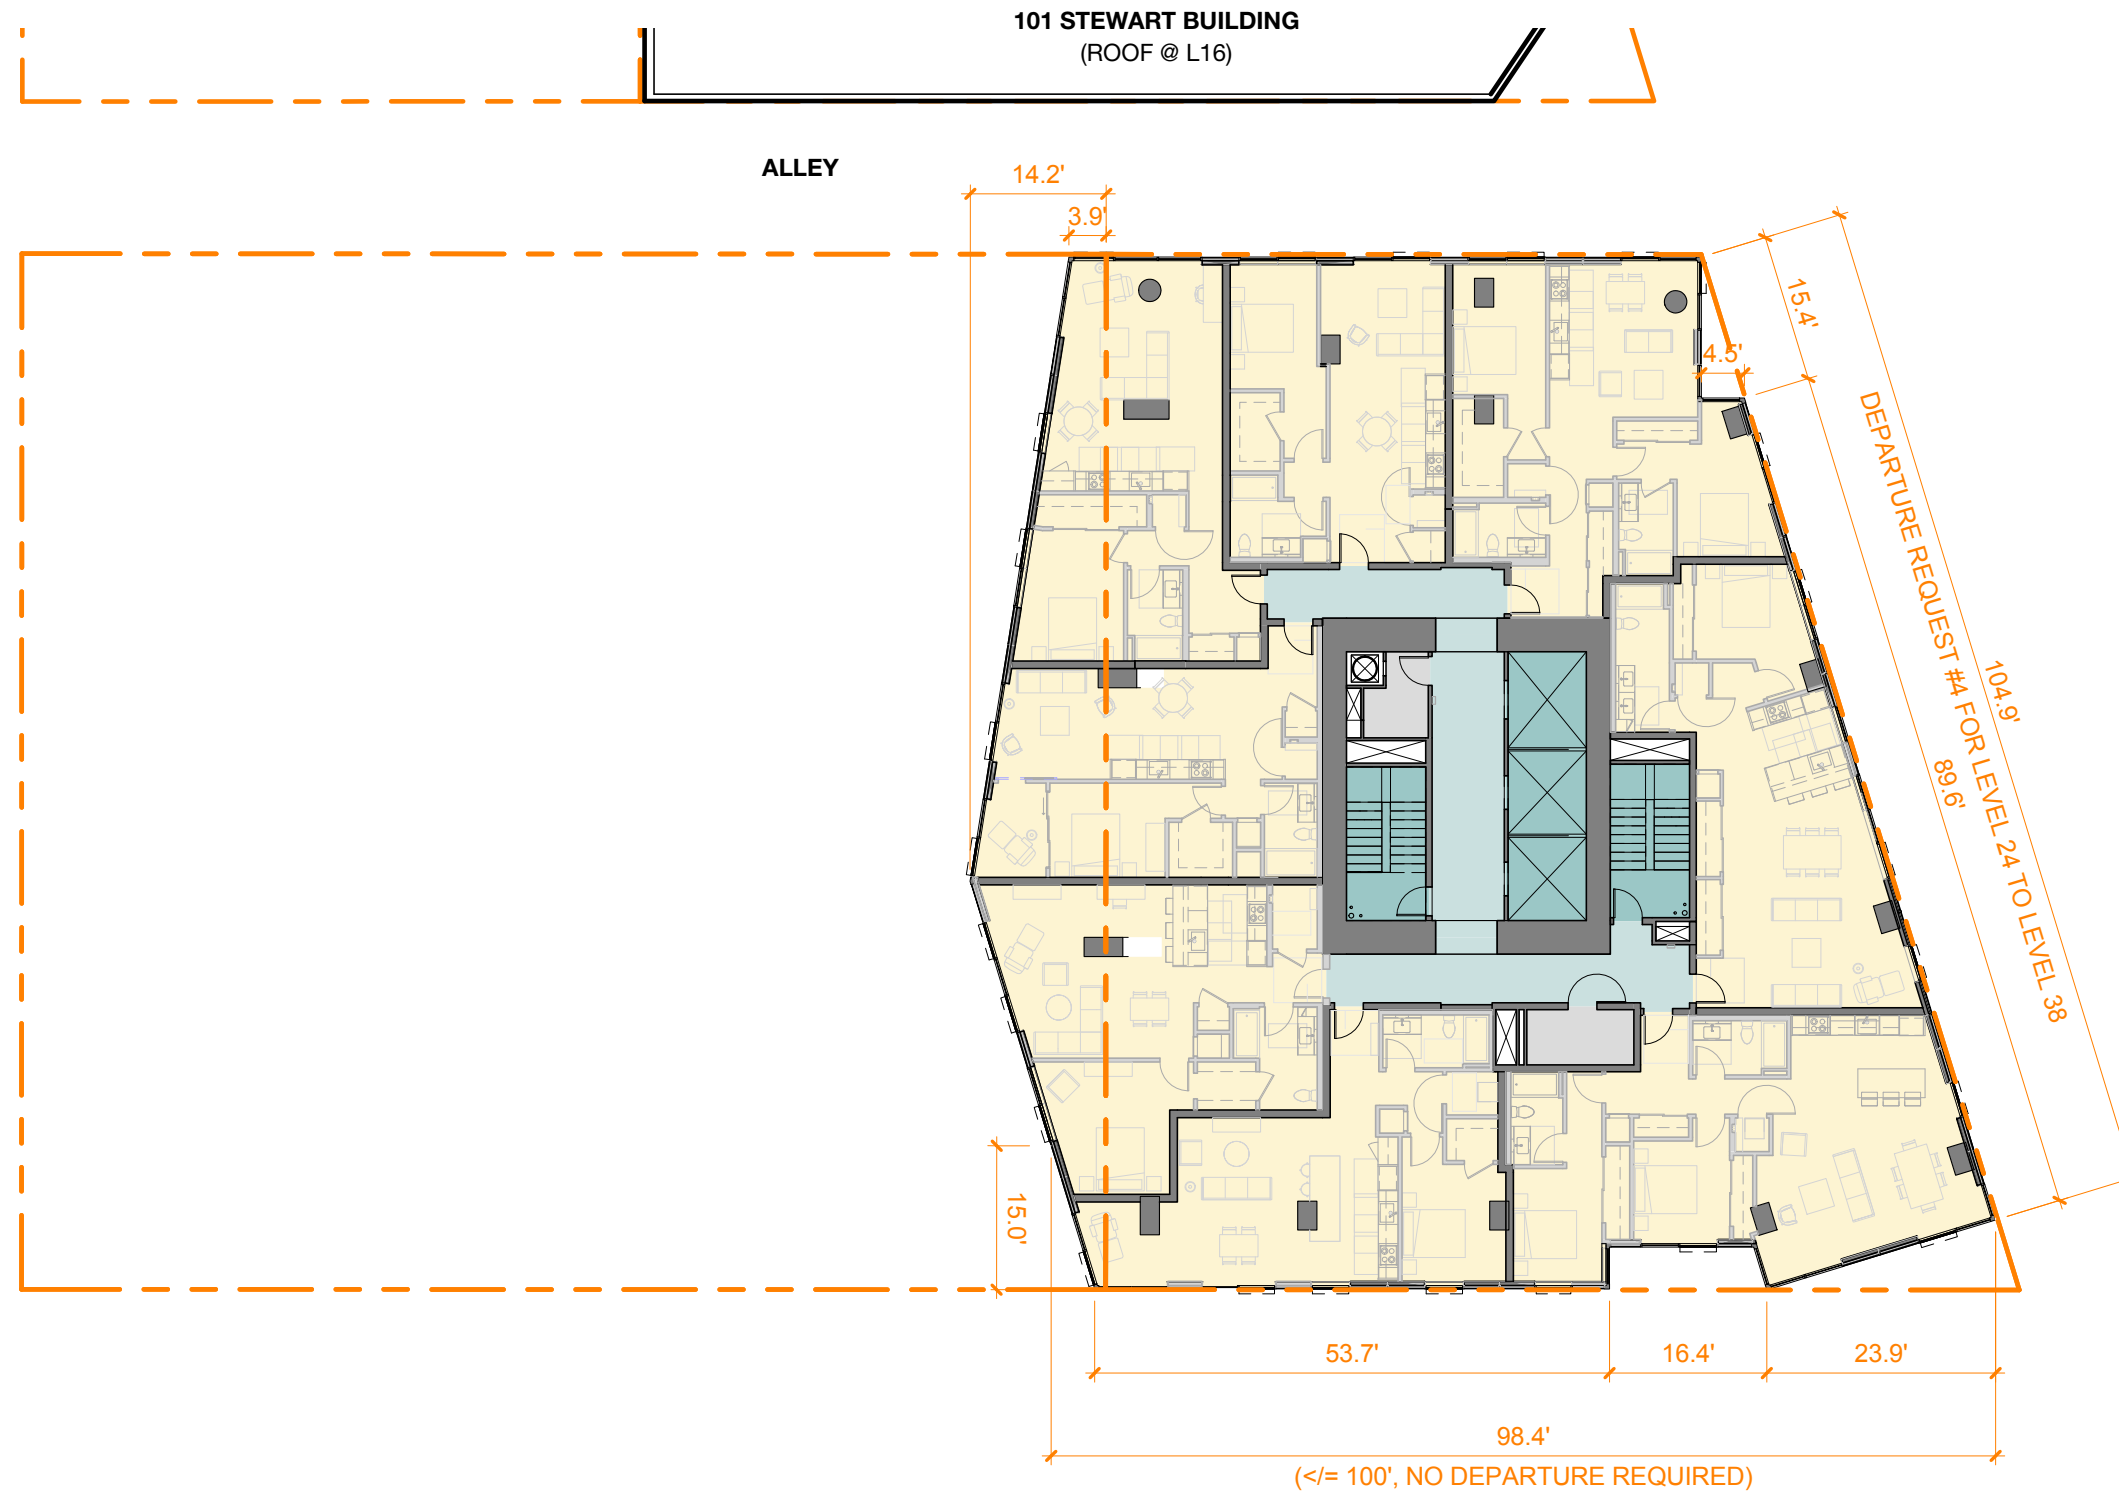 101 STEWART BUILDING
(ROOF @ L16)
ALLEY
14.2'
3.9'
15.4'
4.5'
DEPARTURE REQUEST #4 FOR LEVEL 24 TO LEVEL 38
104.9'
89.6'
15.0'
53.7'
16.4'
23.9'
98.4'
(</= 100', NO DEPARTURE REQUIRED)